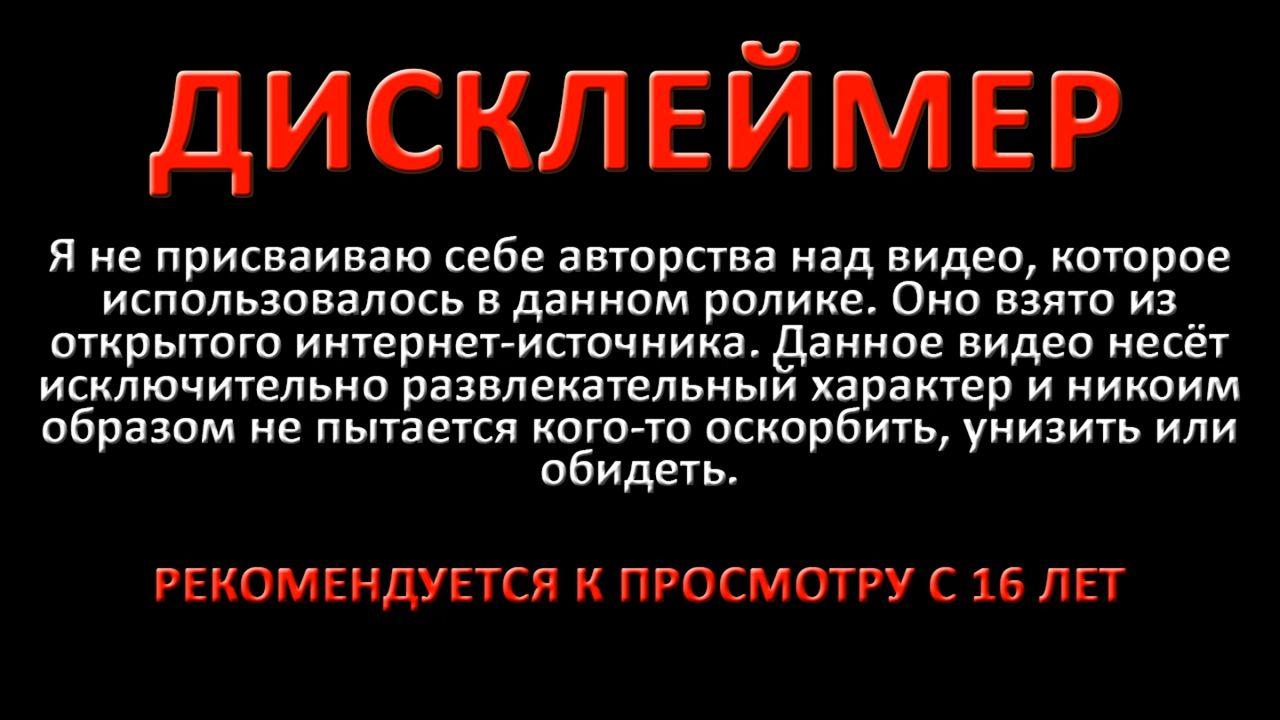 ДИСКЛЕЙМЕР
Я не присваиваю себе авторства над видео, которое
использовалось в данном ролике. Оно взято из
открытого интернет-источника. Данное видео несёт
исключительно развлекательный характер и никоим
образом не пытается кого-то оскорбить, унизить или
обидеть.
РЕКОМЕНДУЕТСЯ К ПРОСМОТРУ С 16 ЛЕТ